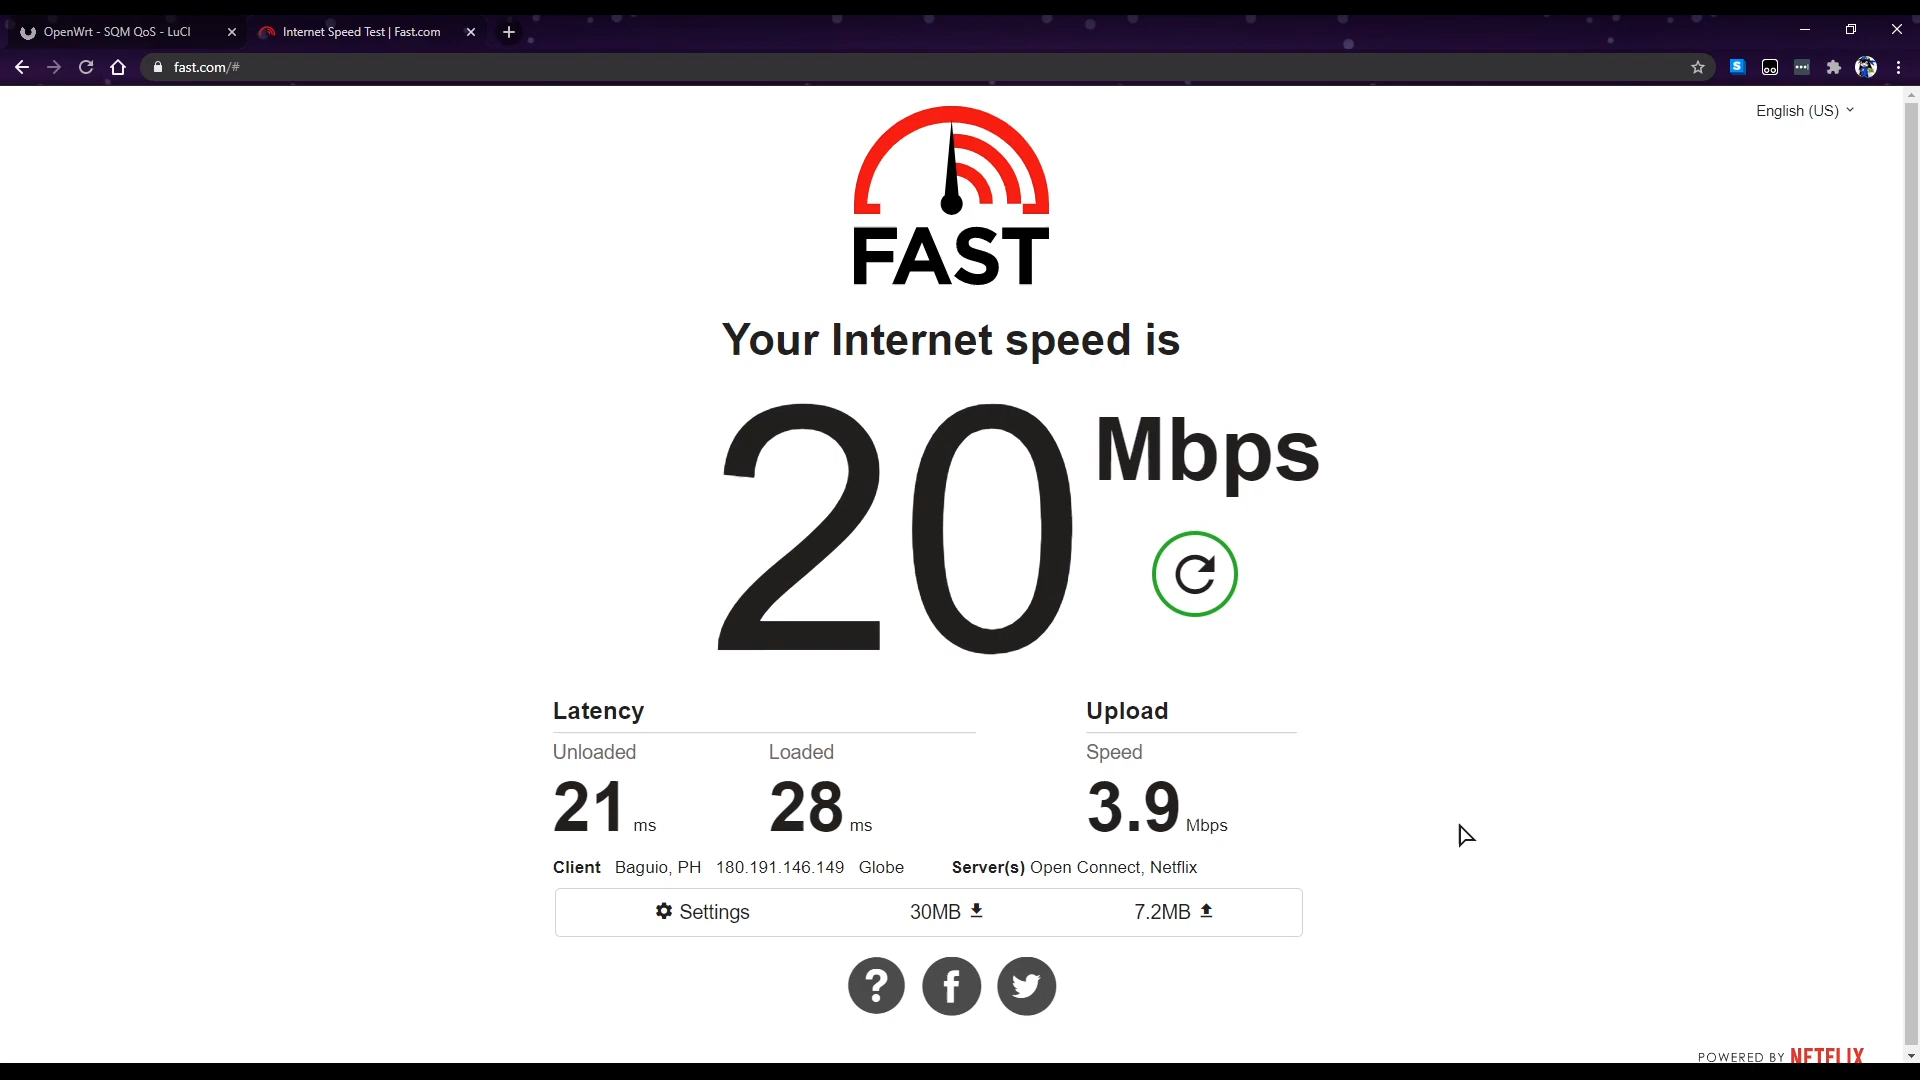 OpenWrt - SQM QoS - LuCI
Internet Speed Test | Fast.com
fast.com/#
English (US)
FAST
Your Internet speed is
20 Mbps
Latency
Upload
Unloaded
Loaded
Speed
21 ms
28 ms
3.9 Mbps
Client Baguio, PH 180.191.146.149 Globe Server(s) Open Connect, Netflix
Settings
30MB
7.2MB
POWERED BY NETFLIX